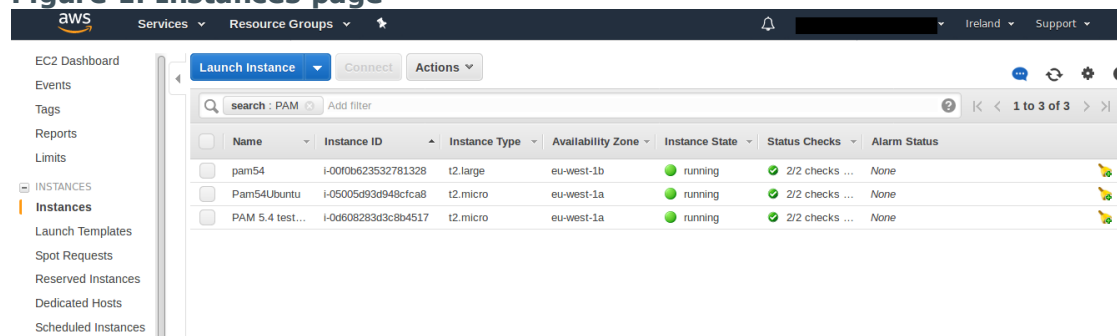 Figure 1. Instances page
aws Services Resource Groups Ireland Support
EC2 Dashboard
Events
Tags
Reports
Limits
INSTANCES
Instances
Launch Templates
Spot Requests
Reserved Instances
Dedicated Hosts
Scheduled Instances
Launch Instance Connect Actions
search : PAM Add filter 1 to 3 of 3
Name Instance ID Instance Type Availability Zone Instance State Status Checks Alarm Status
pam54 i-00f0b623532781328 t2.large eu-west-1b running 2/2 checks ... None
Pam54Ubuntu i-05005d93d948cfca8 t2.micro eu-west-1a running 2/2 checks ... None
PAM 5.4 test... i-0d608283d3c8b4517 t2.micro eu-west-1a running 2/2 checks ... None